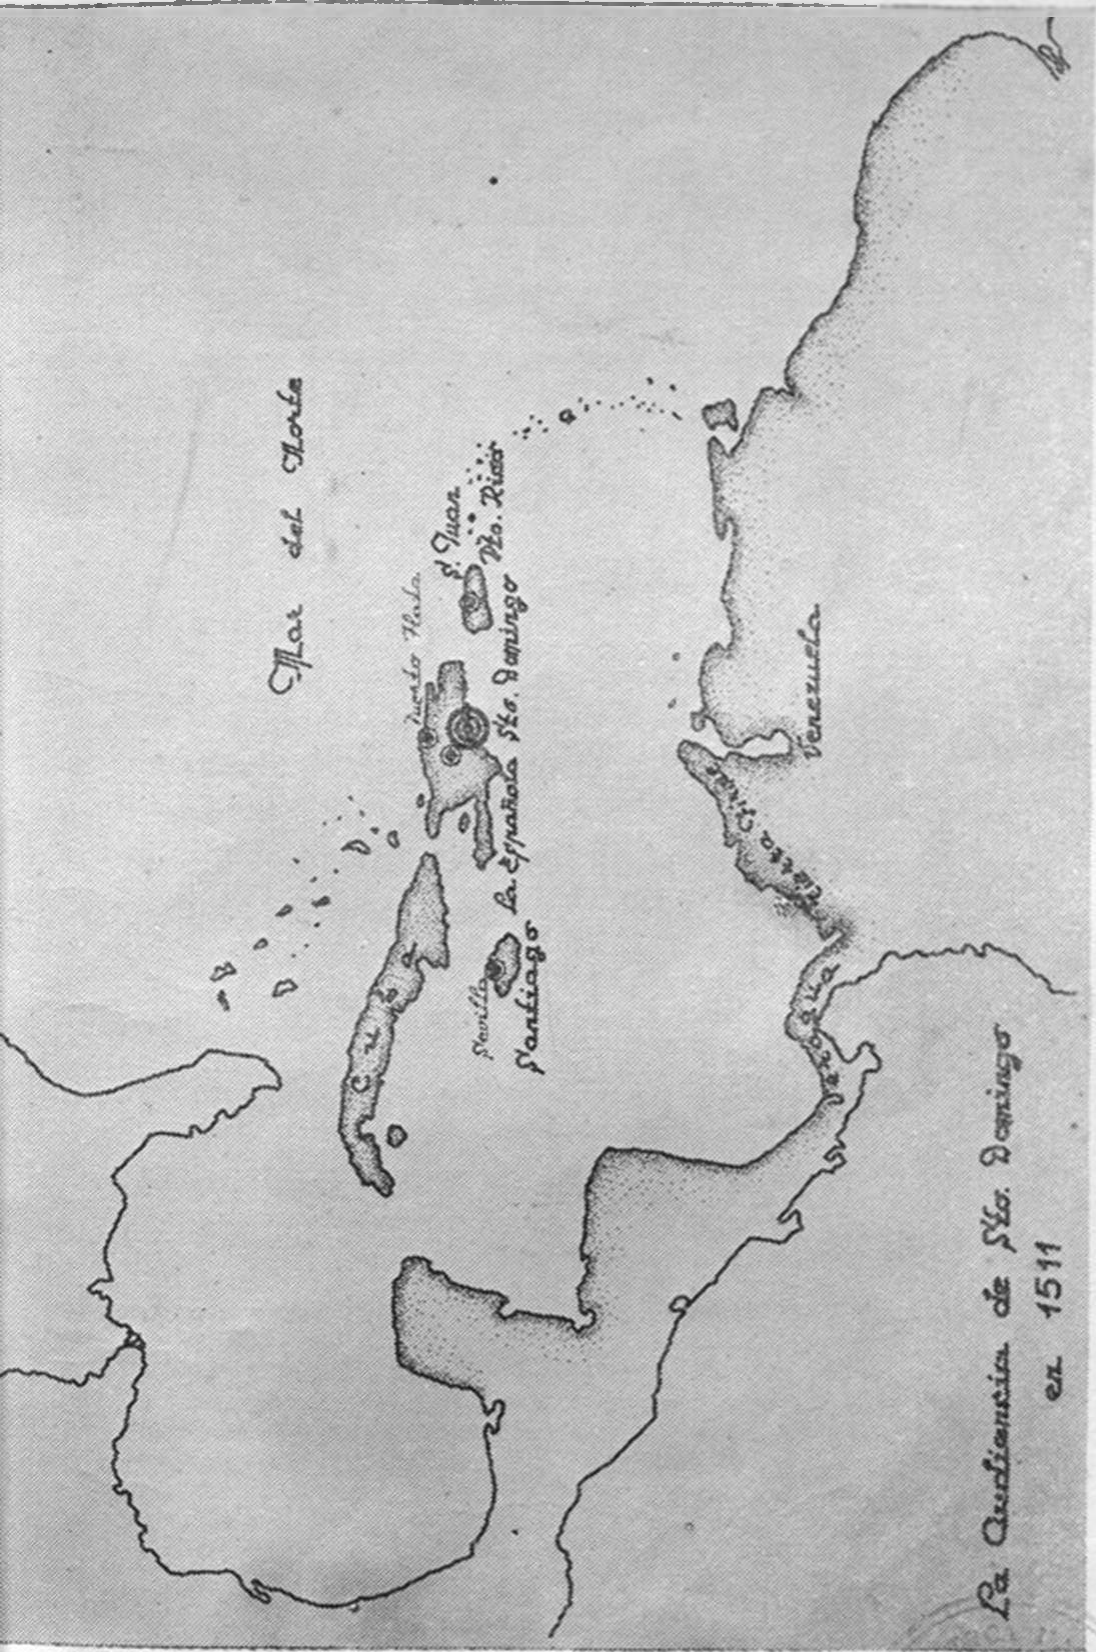 Mar del Norte
Puerto Plata
S. Juan
Pto. Rico
Sto. Domingo
La Española
Cuba
Sevilla
Santiago
Venezuela
Tierra Firme
Veragua
La Audiencia de Sto. Domingo
en 1511